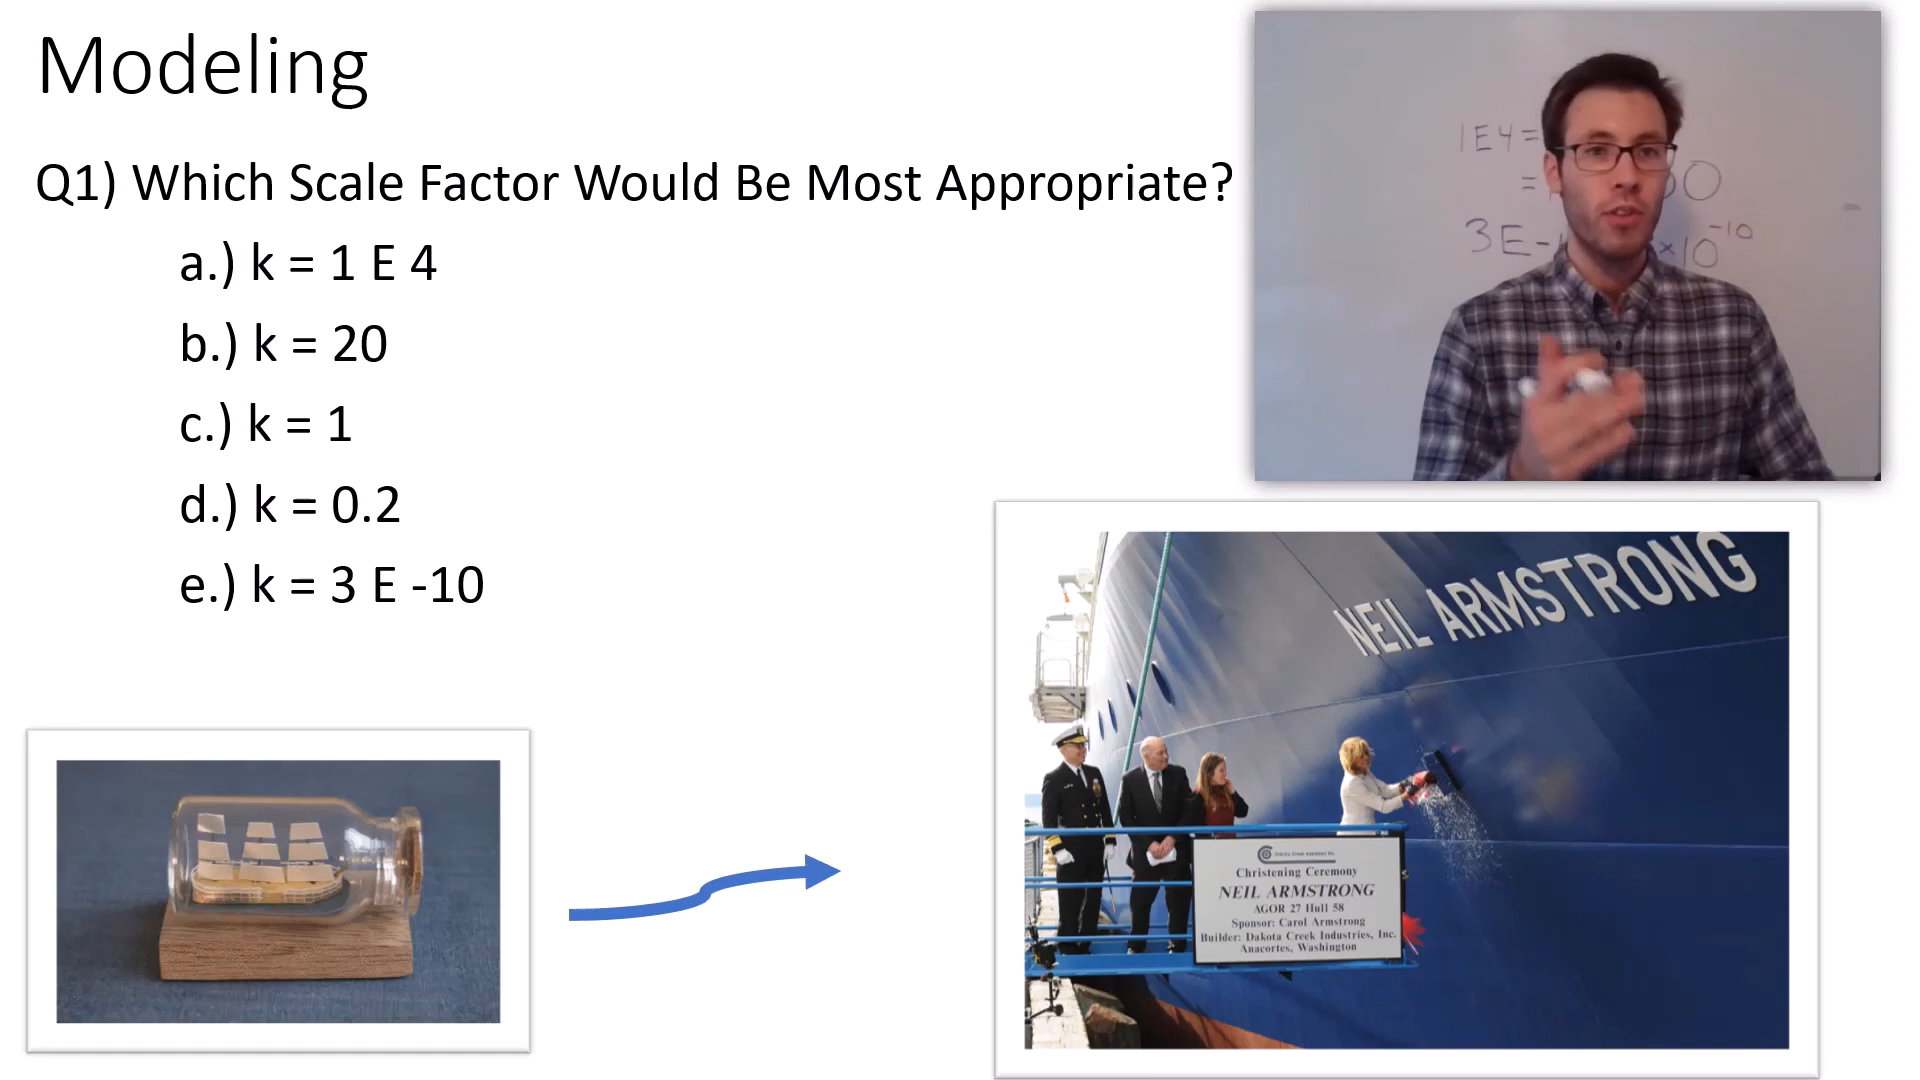 Modeling
Q1) Which Scale Factor Would Be Most Appropriate?
a.) k = 1 E 4
b.) k = 20
c.) k = 1
d.) k = 0.2
e.) k = 3 E -10
1E4=
=
3E-
×10⁻¹⁰
NEIL ARMSTRONG
Christening Ceremony
NEIL ARMSTRONG
AGOR 27 Hull 58
Sponsor: Carol Armstrong
Builder: Dakota Creek Industries, Inc.
Anacortes, Washington